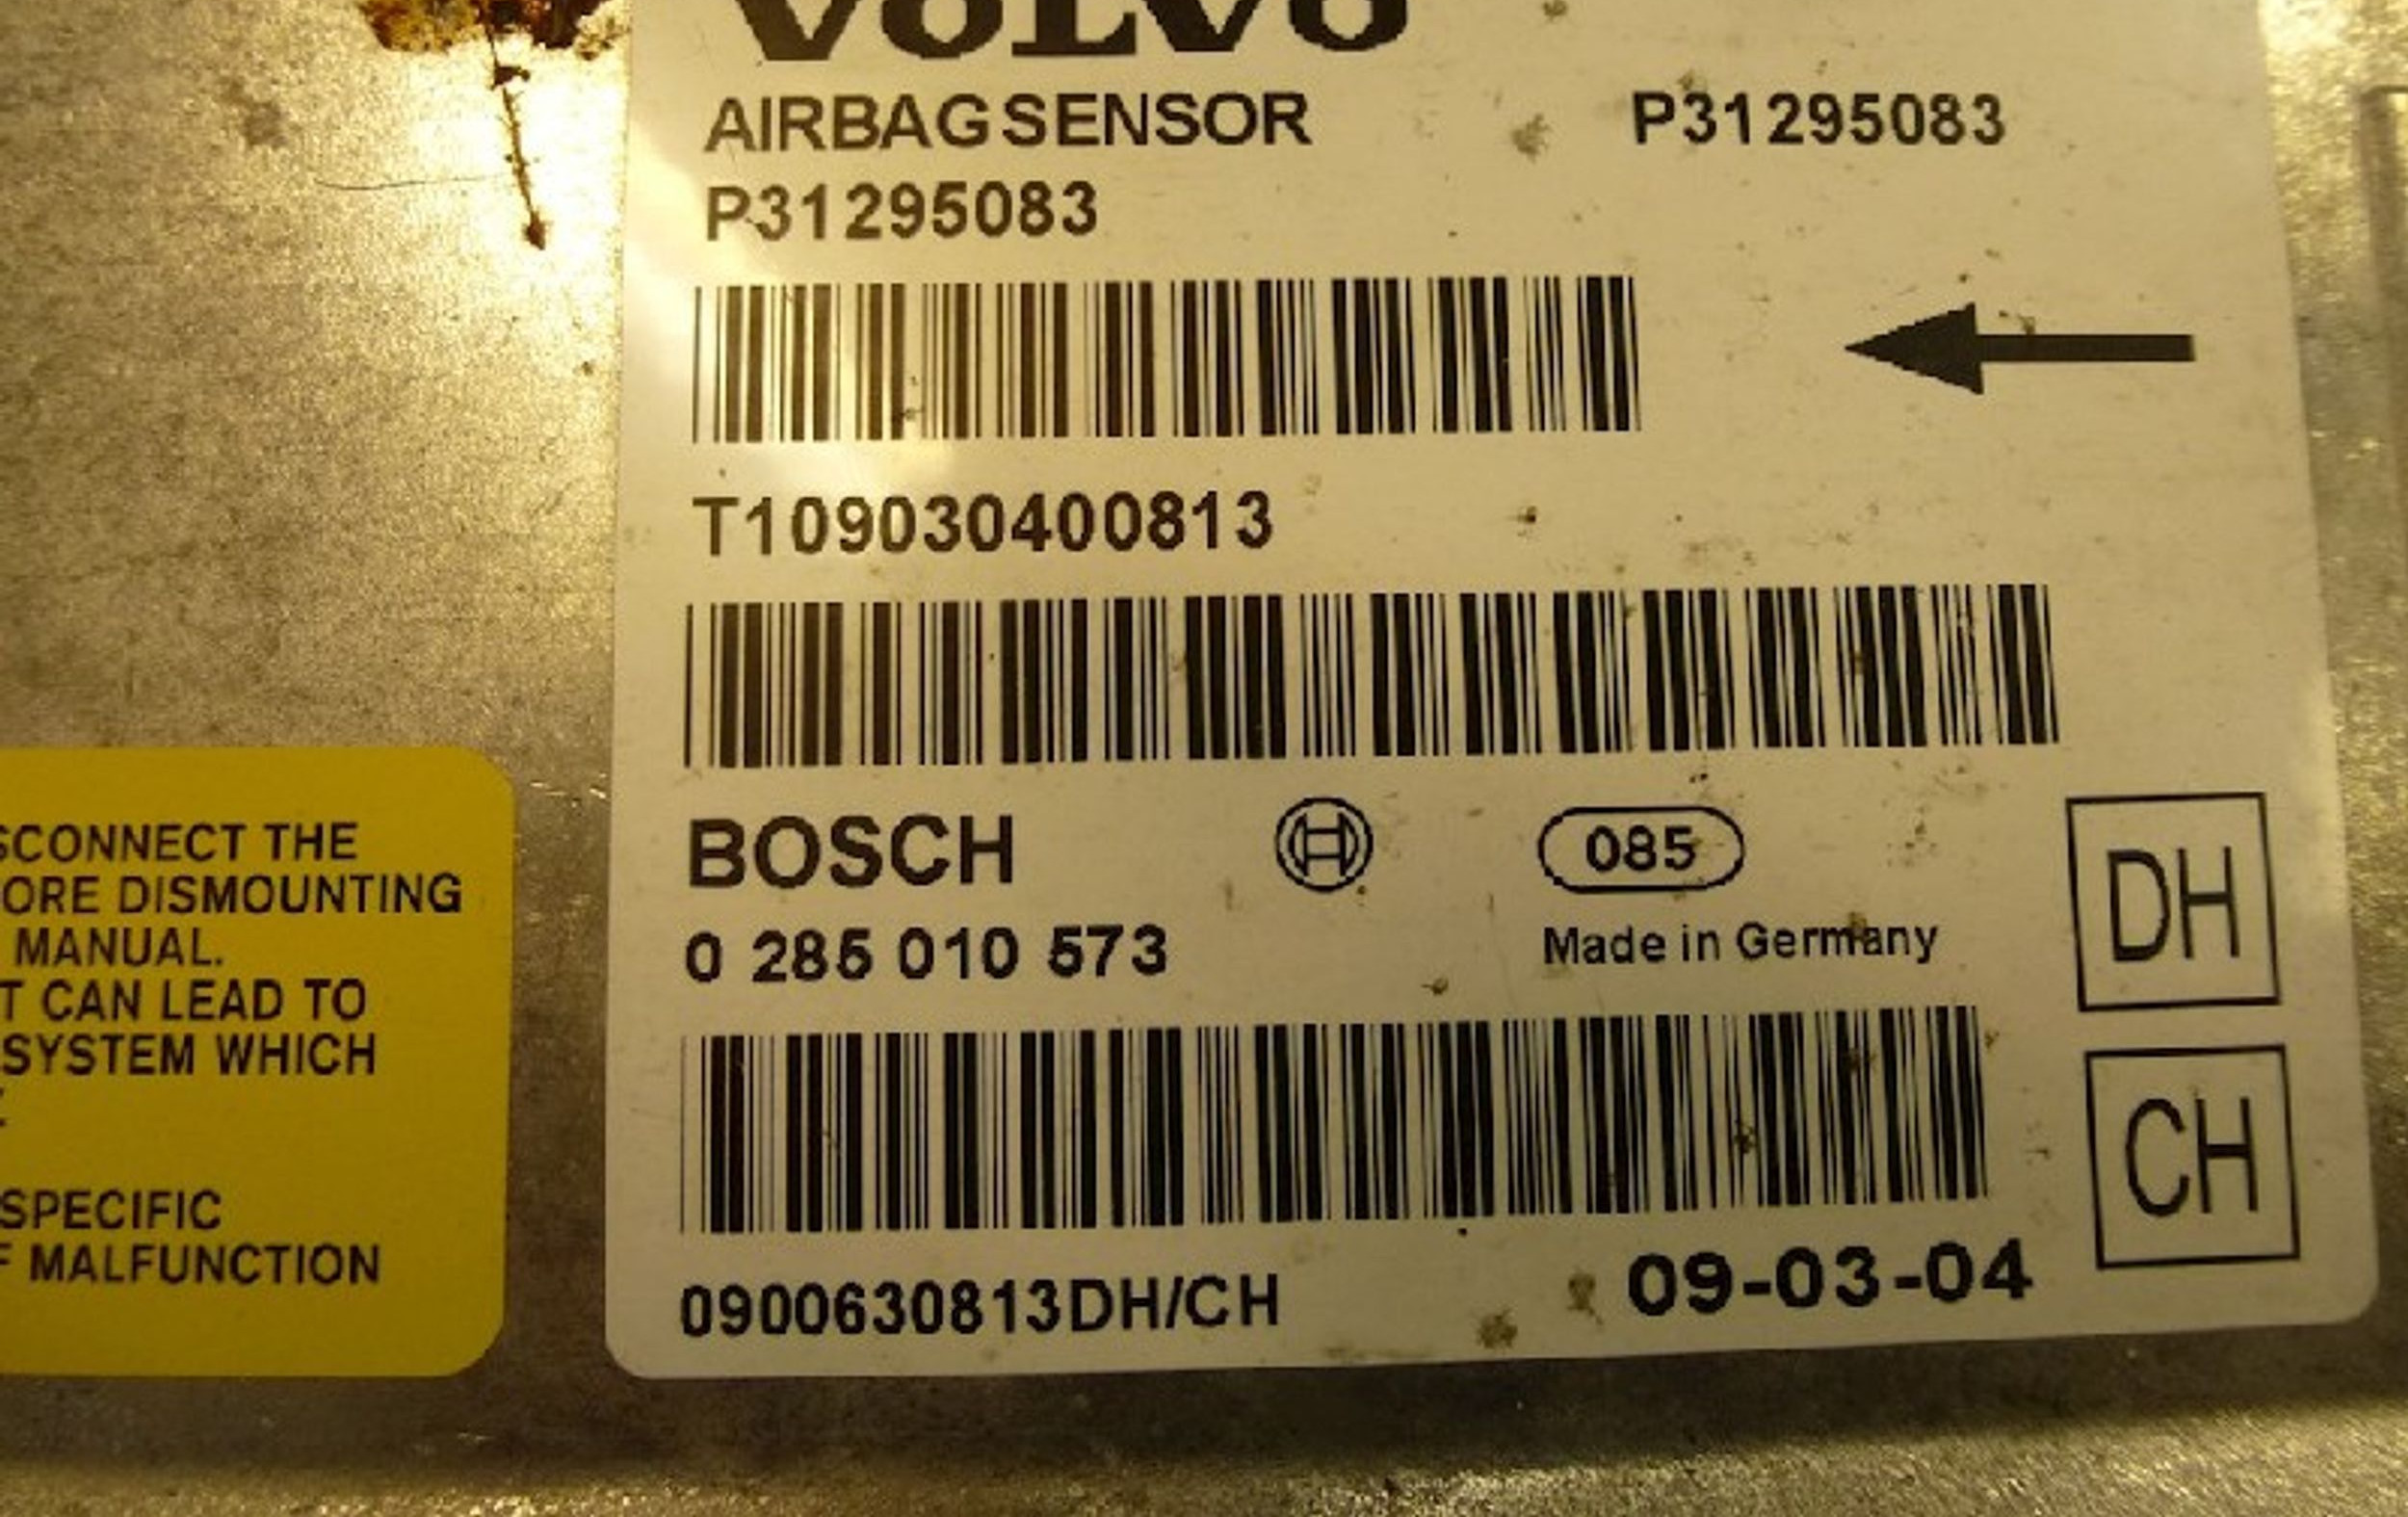 VOLVO
AIRBAG SENSOR P31295083
P31295083
T109030400813
BOSCH 085
0 285 010 573 Made in Germany
DH
CH
0900630813DH/CH 09-03-04
SCONNECT THE
ORE DISMOUNTING
MANUAL.
T CAN LEAD TO
SYSTEM WHICH
SPECIFIC
F MALFUNCTION